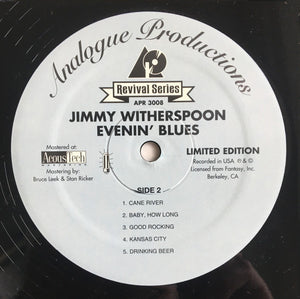 Analogue Productions
Revival Series
APR 3008
JIMMY WITHERSPOON
EVENIN' BLUES
Mastered at:
AcousTech
MASTERING
Mastering by:
Bruce Leek & Stan Ricker
LIMITED EDITION
Recorded in USA ℗ & ©
Licensed from Fantasy, Inc.
Berkeley, CA
SIDE 2
1. CANE RIVER
2. BABY, HOW LONG
3. GOOD ROCKING
4. KANSAS CITY
5. DRINKING BEER